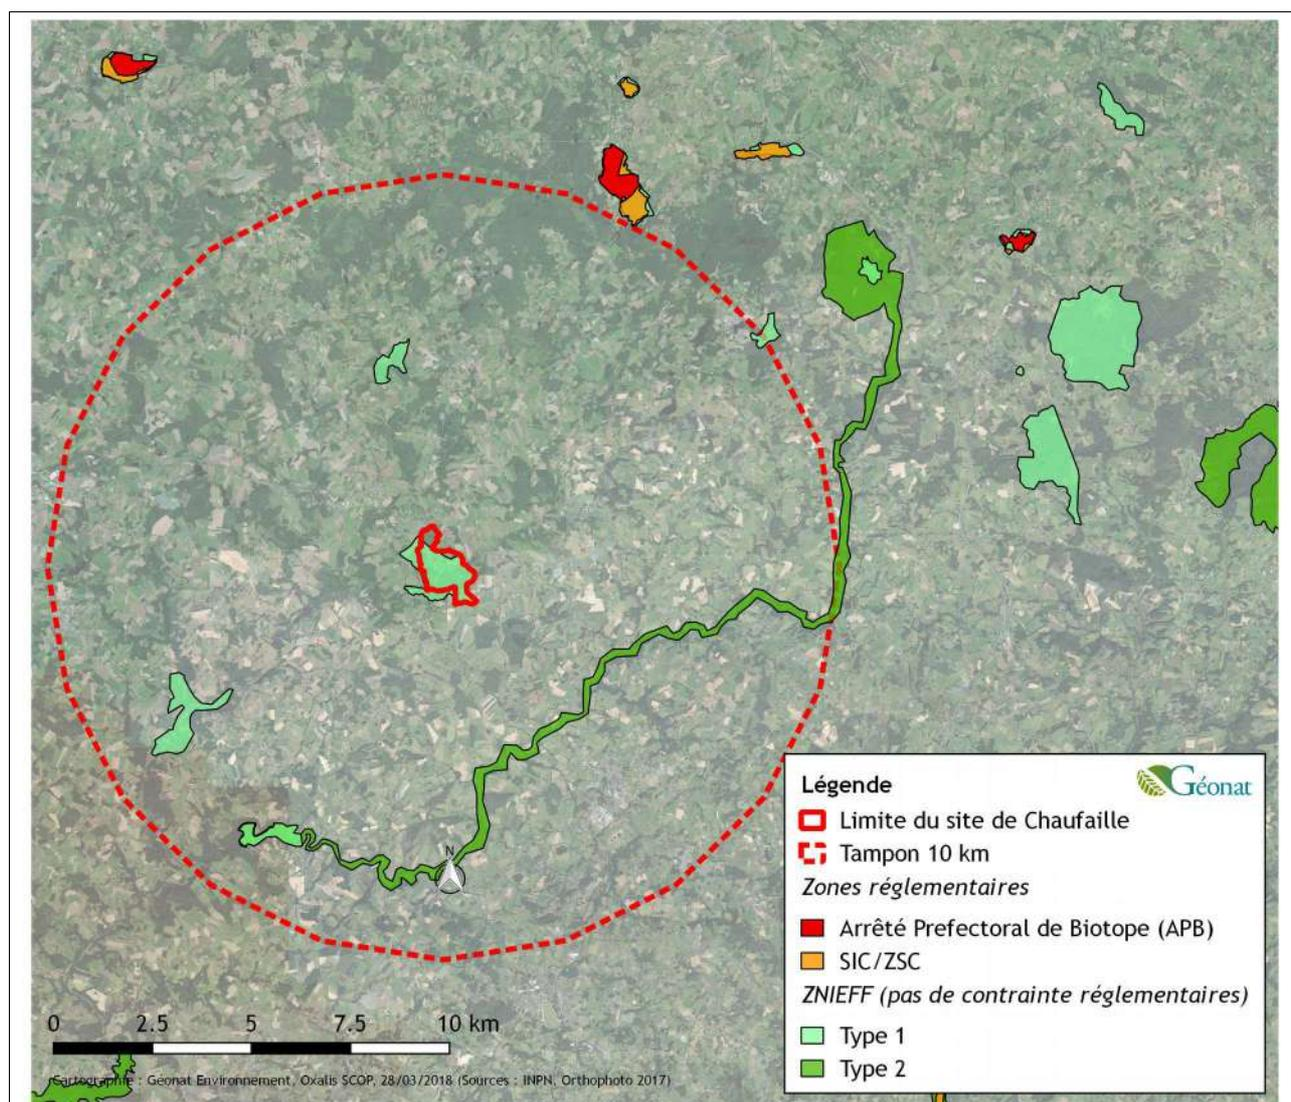 N
Légende
Géonat
Limite du site de Chaufaille
Tampon 10 km
Zones réglementaires
Arrêté Prefectoral de Biotope (APB)
SIC/ZSC
ZNIEFF (pas de contrainte réglementaires)
Type 1
Type 2
0 2.5 5 7.5 10 km
Cartographie : Géonat Environnement, Oxalis SCOP, 28/03/2018 (Sources : INPN, Orthophoto 2017)